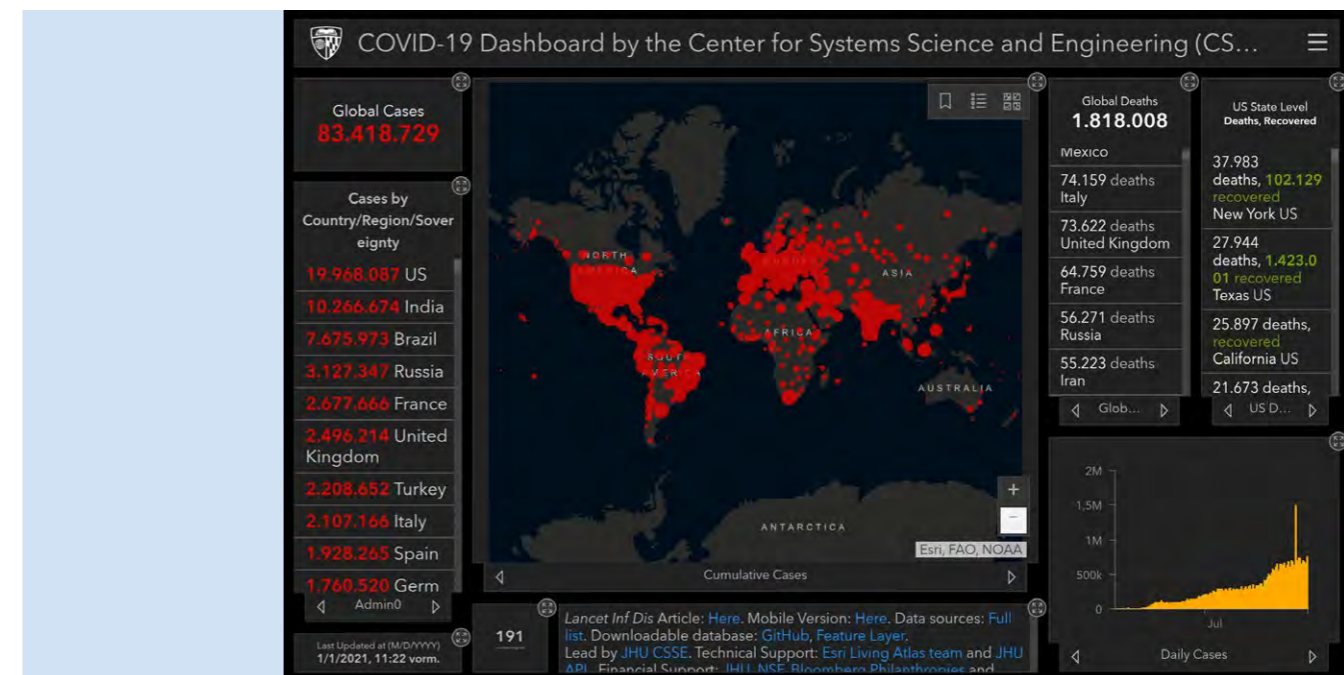 COVID-19 Dashboard by the Center for Systems Science and Engineering (CS...
Global Cases
83.418.729
Cases by
Country/Region/Sover
eignty
19.968.087 US
10.266.674 India
7.675.973 Brazil
3.127.347 Russia
2.677.666 France
2.496.214 United
Kingdom
2.208.652 Turkey
2.107.166 Italy
1.928.265 Spain
1.760.520 Germ
Admin0
Last Updated at (M/D/YYYY)
1/1/2021, 11:22 vorm.
NORTH
AMERICA
EUROPE
ASIA
AFRICA
SOUTH
AMERICA
AUSTRALIA
ANTARCTICA
+
−
Esri, FAO, NOAA
Cumulative Cases
191
Lancet Inf Dis Article: Here. Mobile Version: Here. Data sources: Full
list. Downloadable database: GitHub, Feature Layer.
Lead by JHU CSSE. Technical Support: Esri Living Atlas team and JHU
APL. Financial Support: JHU, NSF, Bloomberg Philanthropies and
Global Deaths
1.818.008
Mexico
74.159 deaths
Italy
73.622 deaths
United Kingdom
64.759 deaths
France
56.271 deaths
Russia
55.223 deaths
Iran
Glob...
US State Level
Deaths, Recovered
37.983
deaths, 102.129
recovered
New York US
27.944
deaths, 1.423.0
01 recovered
Texas US
25.897 deaths,
recovered
California US
21.673 deaths,
US D...
2M
1,5M
1M
500k
0
Jul
Daily Cases